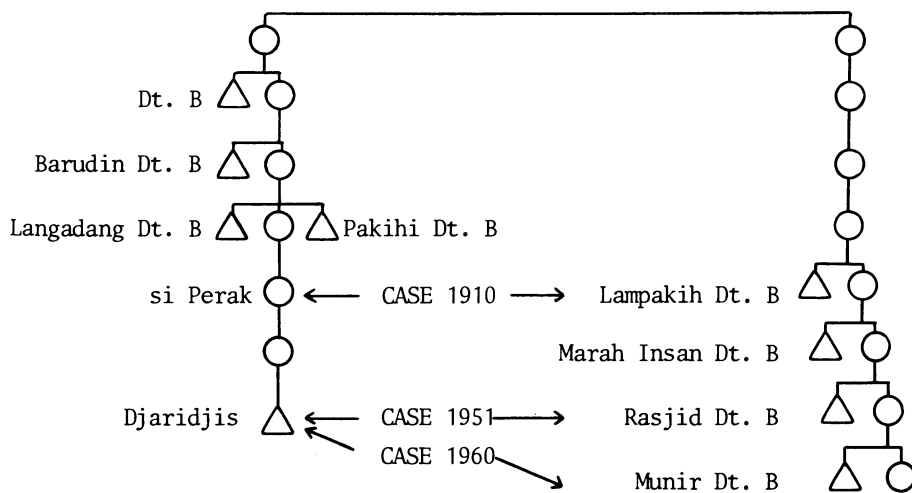 Dt. B
Barudin Dt. B
Langadang Dt. B Pakihi Dt. B
si Perak CASE 1910 Lampakih Dt. B
Marah Insan Dt. B
Djaridjis CASE 1951 Rasjid Dt. B
CASE 1960
Munir Dt. B